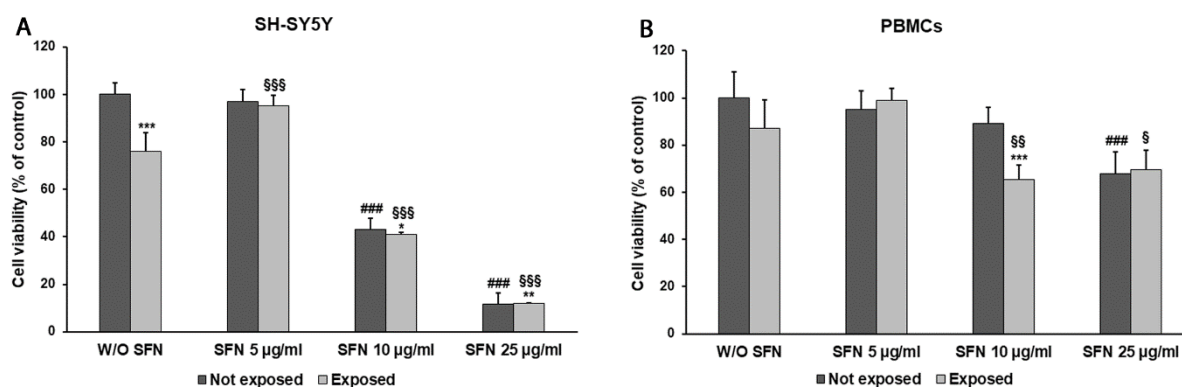 A
SH-SY5Y
Cell viability (% of control)
120
100
80
60
40
20
0
***
§§§
###
§§§
*
###
§§§
**
W/O SFN SFN 5 µg/ml SFN 10 µg/ml SFN 25 µg/ml
Not exposed Exposed
B
PBMCs
Cell viability (% of control)
120
100
80
60
40
20
0
§§
***
###
§
W/O SFN SFN 5 µg/ml SFN 10 µg/ml SFN 25 µg/ml
Not exposed Exposed